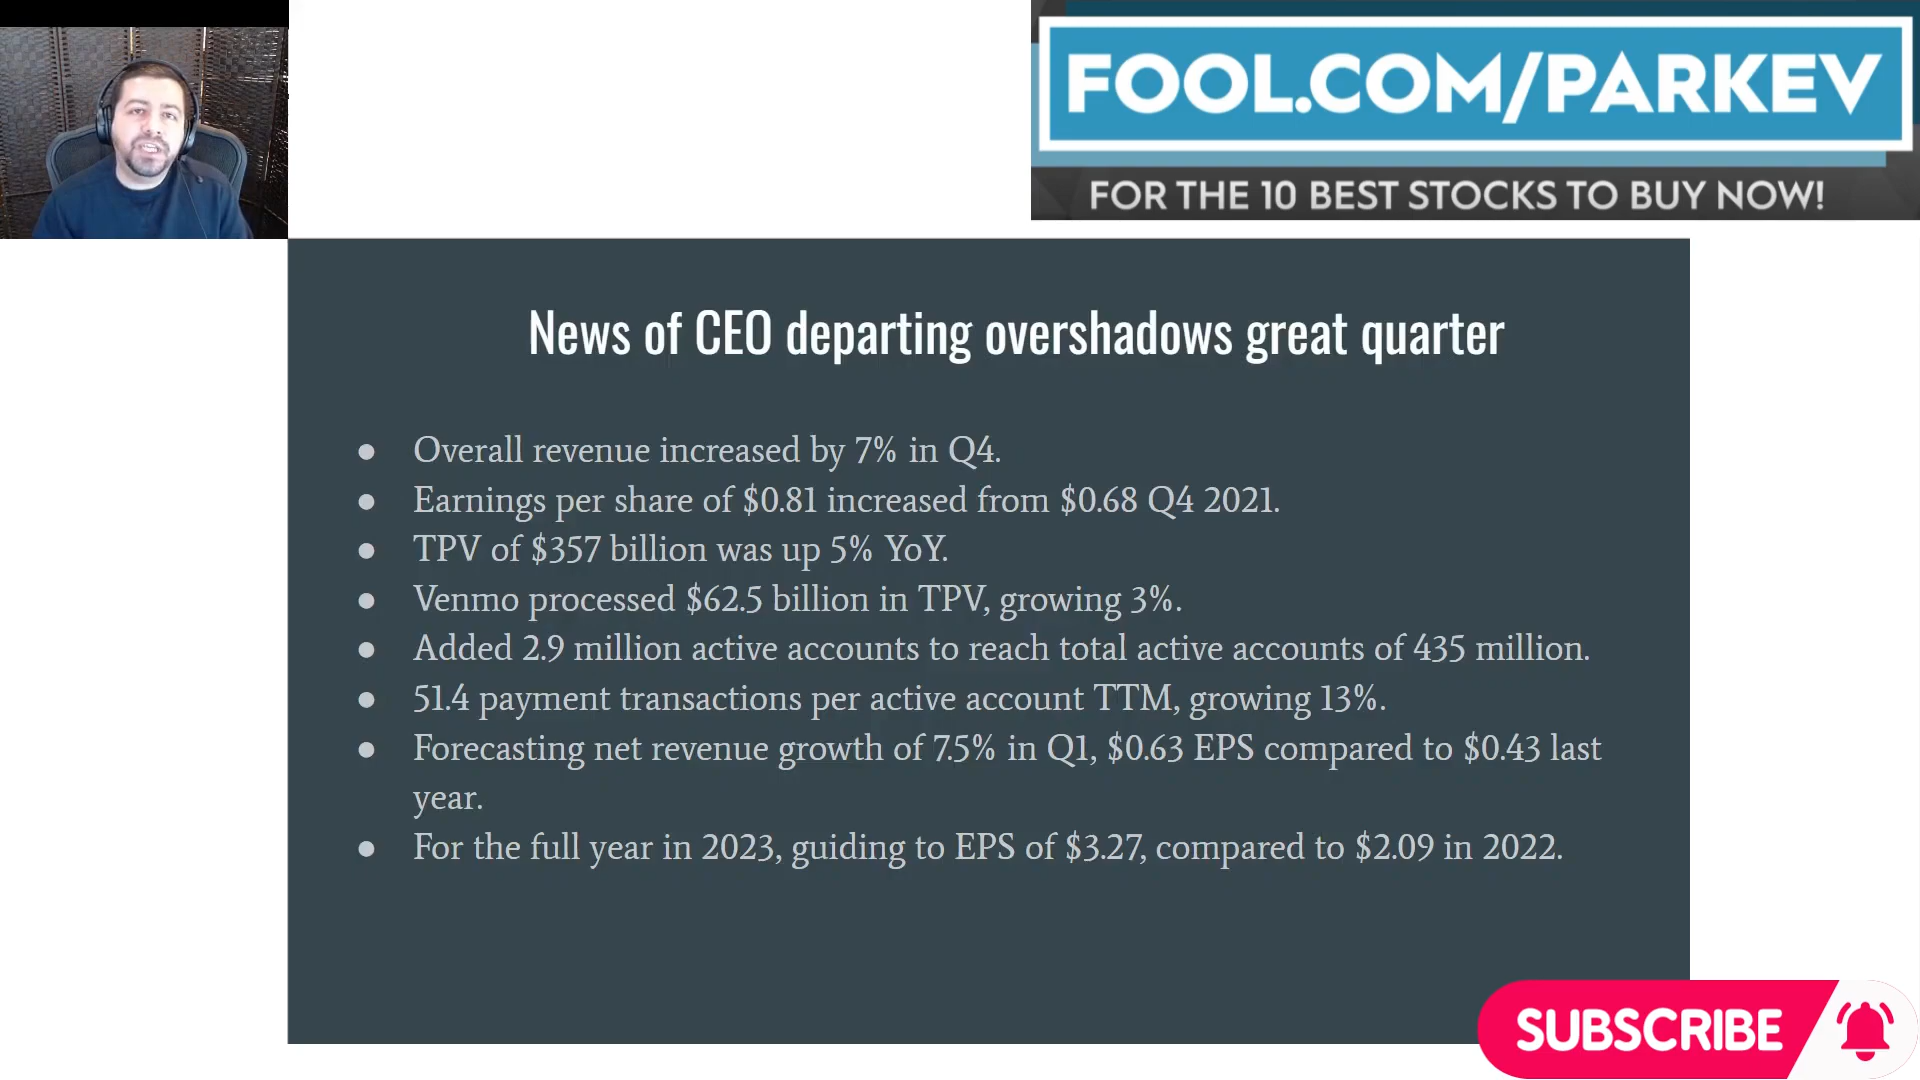 FOOL.COM/PARKEV
FOR THE 10 BEST STOCKS TO BUY NOW!
News of CEO departing overshadows great quarter
● Overall revenue increased by 7% in Q4.
● Earnings per share of $0.81 increased from $0.68 Q4 2021.
● TPV of $357 billion was up 5% YoY.
● Venmo processed $62.5 billion in TPV, growing 3%.
● Added 2.9 million active accounts to reach total active accounts of 435 million.
● 51.4 payment transactions per active account TTM, growing 13%.
● Forecasting net revenue growth of 7.5% in Q1, $0.63 EPS compared to $0.43 last
year.
● For the full year in 2023, guiding to EPS of $3.27, compared to $2.09 in 2022.
SUBSCRIBE